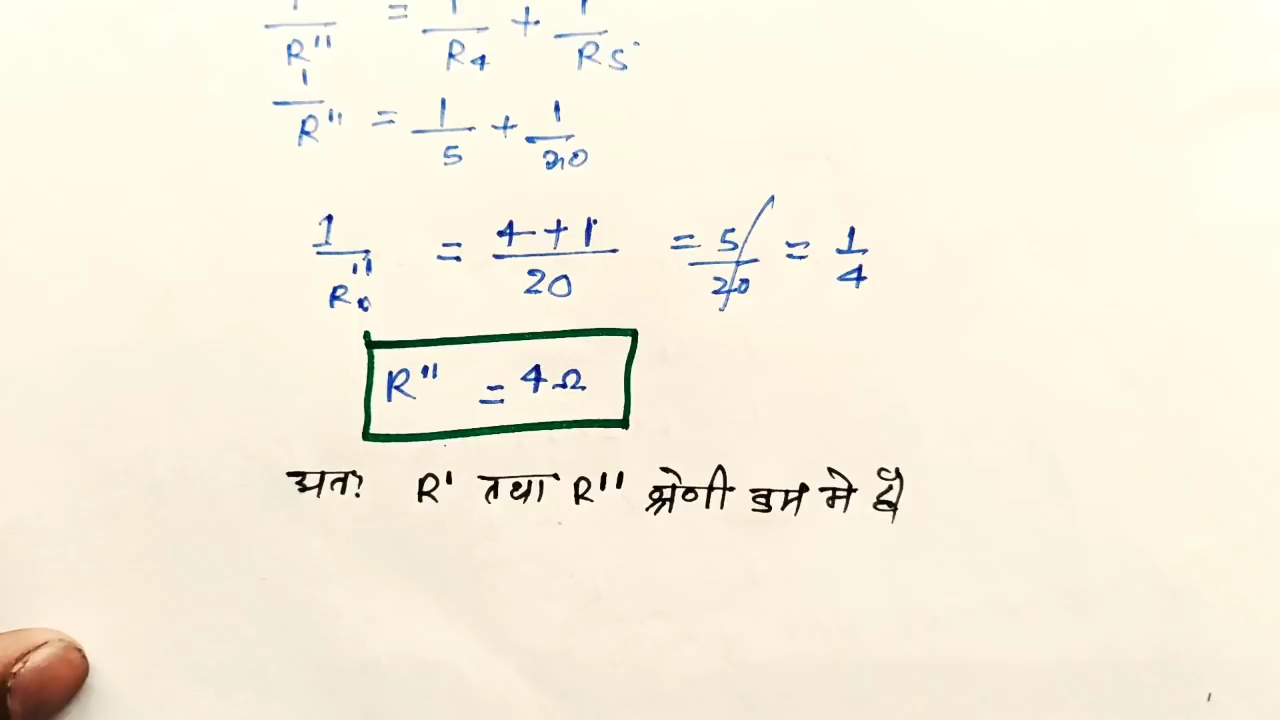 1/R" = 1/R4 + 1/R5
1/R" = 1/5 + 1/20
1/R" = 4+1/20 = 5/20 = 1/4
R" = 4Ω
अतः R' तथा R" श्रेणी क्रम मे है